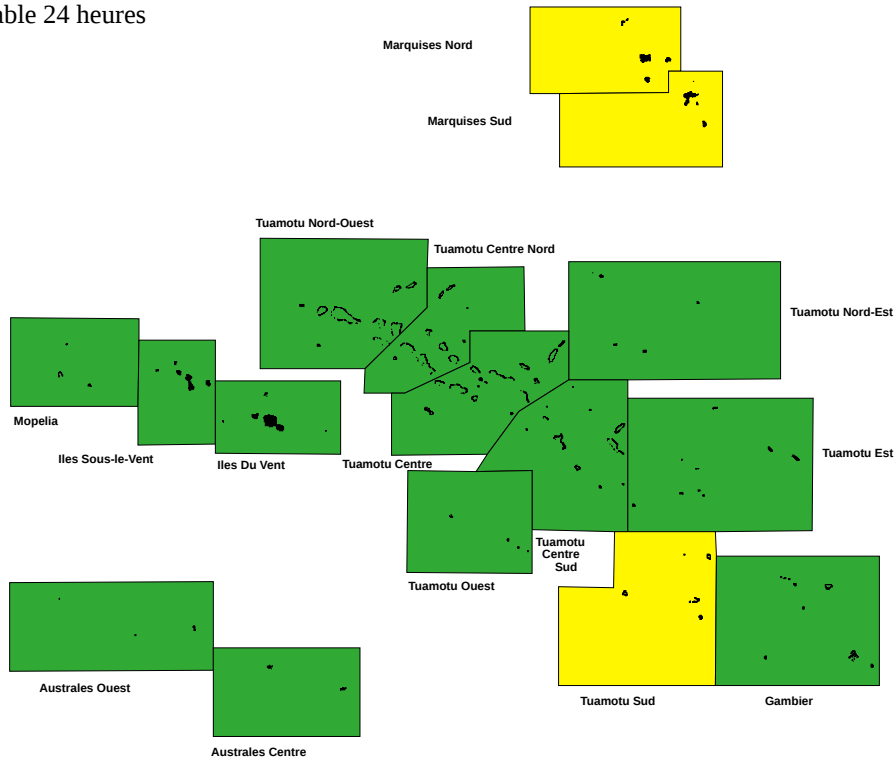 24 heures
Marquises Nord
Marquises Sud
Tuamotu Nord-Ouest
Tuamotu Centre Nord
Tuamotu Nord-Est
Mopelia
Iles Sous-le-Vent
Iles Du Vent
Tuamotu Centre
Tuamotu Est
Tuamotu
Centre
Sud
Tuamotu Ouest
Australes Ouest
Tuamotu Sud
Gambier
Australes Centre